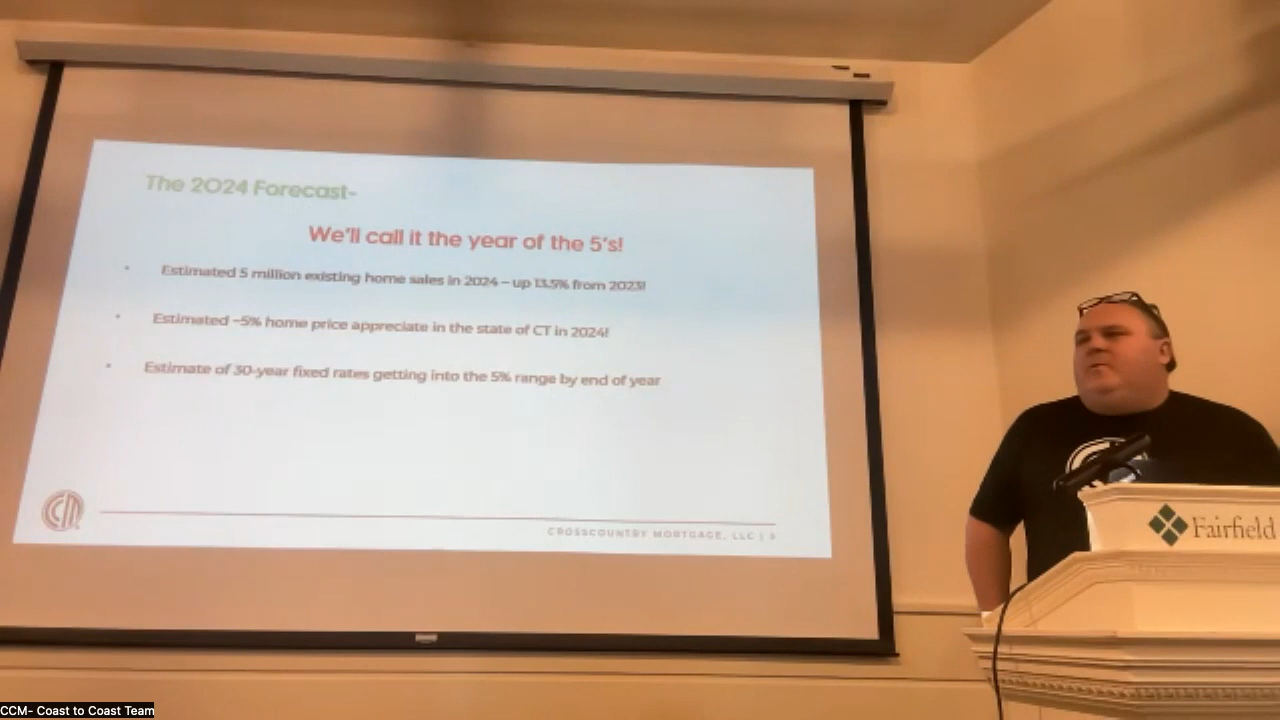 The 2024 Forecast-
We'll call it the year of the 5's!
Estimated 5 million existing home sales in 2024 – up 13.5% from 2023!
Estimated ~5% home price appreciate in the state of CT in 2024!
Estimate of 30-year fixed rates getting into the 5% range by end of year
CROSSCOUNTRY MORTGAGE, LLC | 3
Fairfield
CCM- Coast to Coast Team